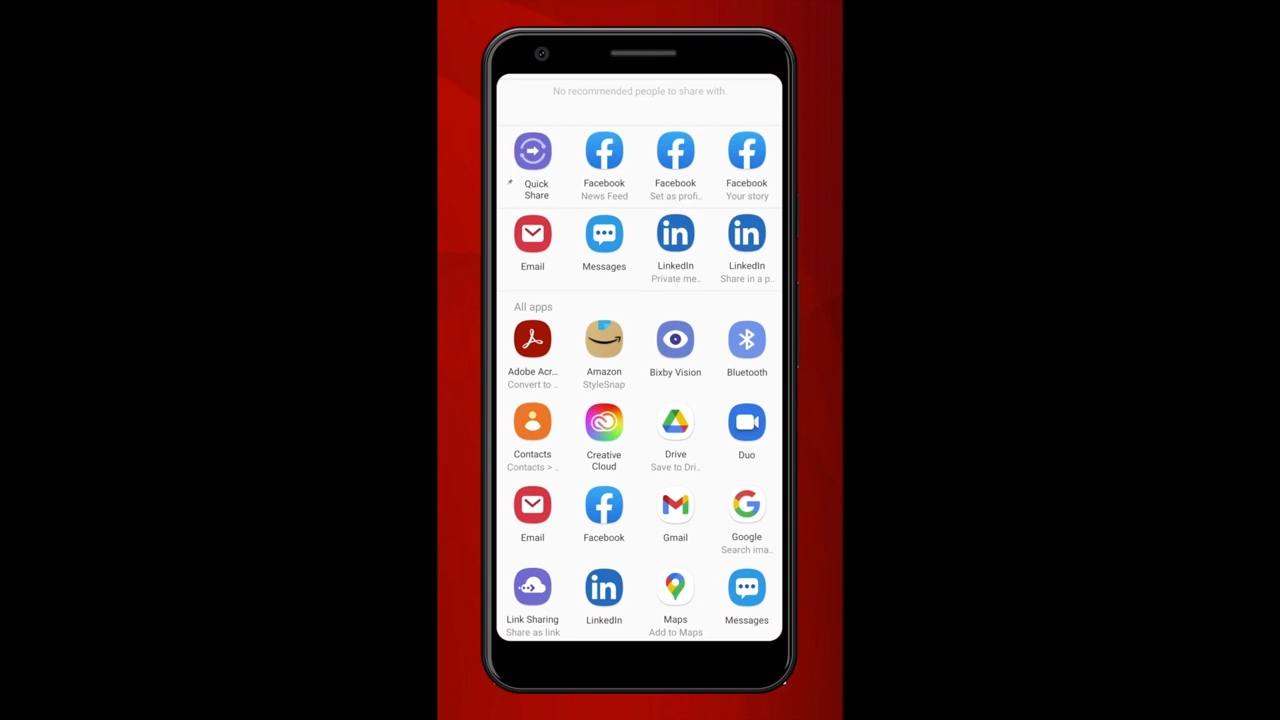 No recommended people to share with.
Quick Share
Facebook
News Feed
Facebook
Set as profi..
Facebook
Your story
Email
Messages
LinkedIn
Private me..
LinkedIn
Share in a p..
All apps
Adobe Acr...
Convert to ..
Amazon
StyleSnap
Bixby Vision
Bluetooth
Contacts
Contacts > ..
Creative
Cloud
Drive
Save to Dri..
Duo
Email
Facebook
Gmail
Google
Search ima..
Link Sharing
Share as link
LinkedIn
Maps
Add to Maps
Messages